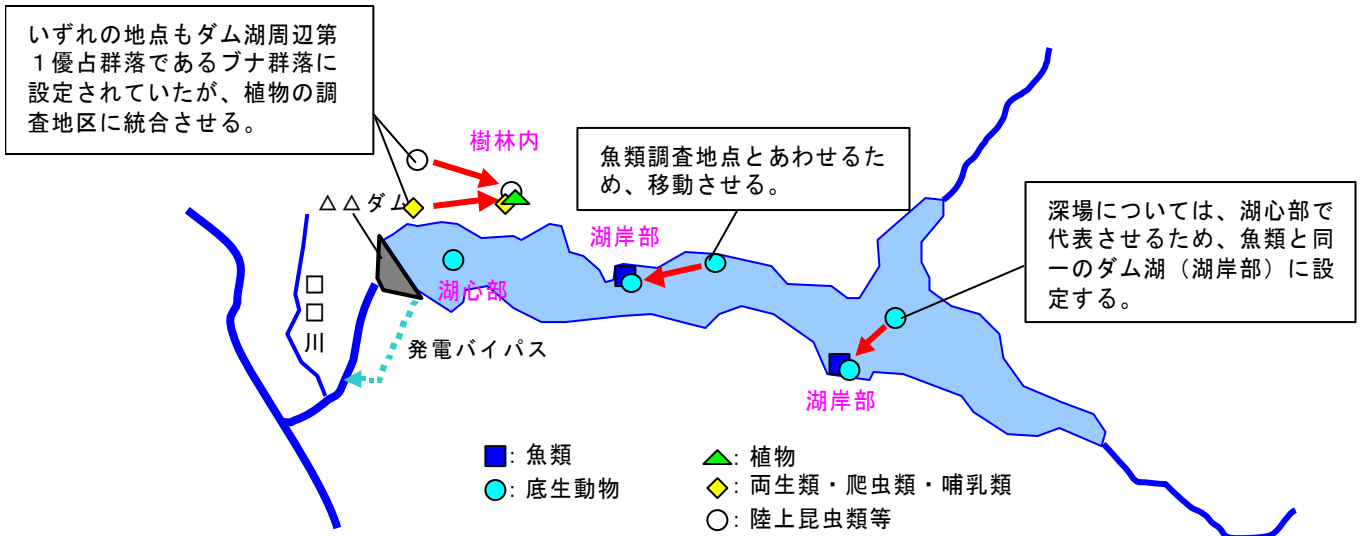 いずれの地点もダム湖周辺第
1優占群落であるブナ群落に
設定されていたが、植物の調
査地区に統合させる。
樹林内
魚類調査地点とあわせるた
め、移動させる。
深場については、湖心部で
代表させるため、魚類と同
一のダム湖（湖岸部）に設
定する。
△△ダム
湖岸部
湖心部
□□川
発電バイパス
湖岸部
：魚類
：底生動物
：植物
：両生類・爬虫類・哺乳類
：陸上昆虫類等